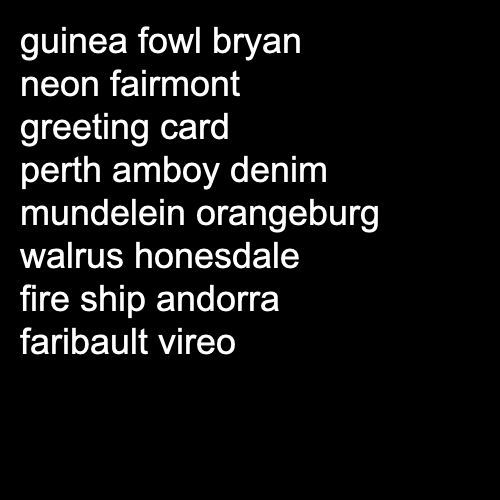 guinea fowl bryan
neon fairmont
greeting card
perth amboy denim
mundelein orangeburg
walrus honesdale
fire ship andorra
faribault vireo